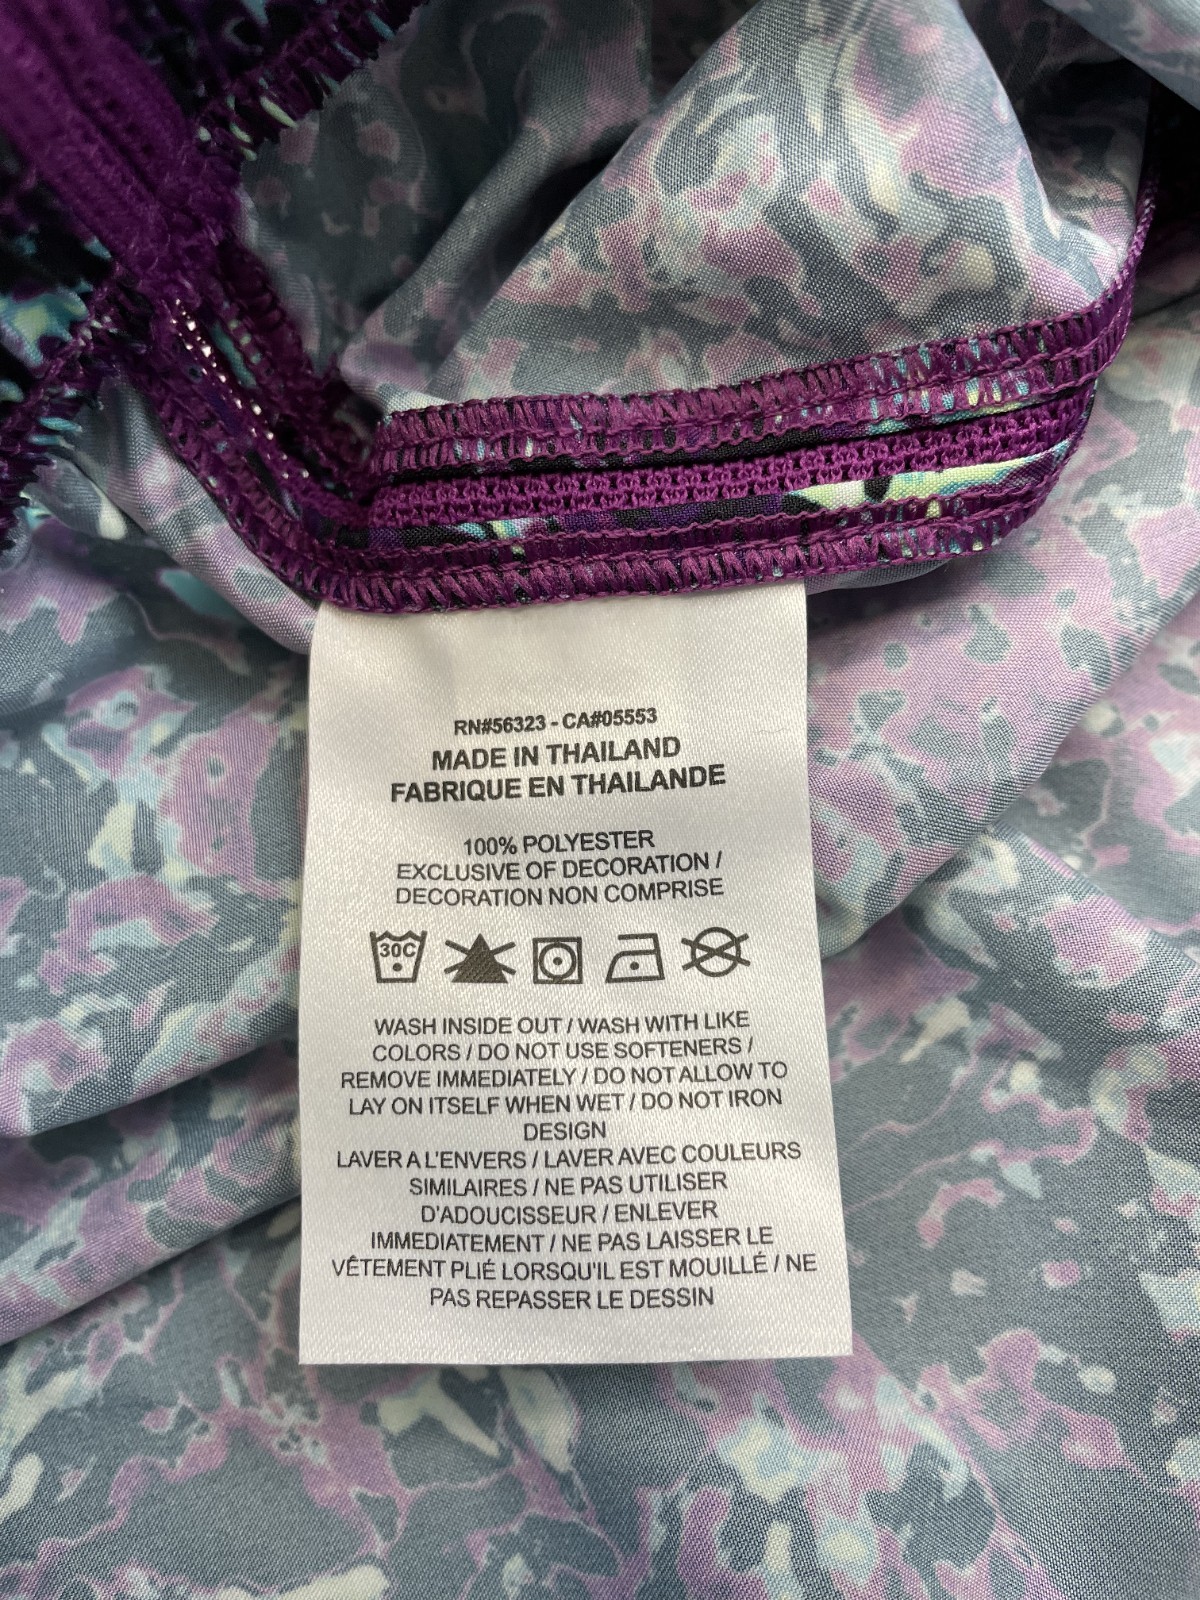 RN#56323 - CA#05553
MADE IN THAILAND
FABRIQUE EN THAILANDE
100% POLYESTER
EXCLUSIVE OF DECORATION /
DECORATION NON COMPRISE
30C
WASH INSIDE OUT / WASH WITH LIKE
COLORS / DO NOT USE SOFTENERS /
REMOVE IMMEDIATELY / DO NOT ALLOW TO
LAY ON ITSELF WHEN WET / DO NOT IRON
DESIGN
LAVER A L'ENVERS / LAVER AVEC COULEURS
SIMILAIRES / NE PAS UTILISER
D'ADOUCISSEUR / ENLEVER
IMMEDIATEMENT / NE PAS LAISSER LE
VÊTEMENT PLIÉ LORSQU'IL EST MOUILLÉ / NE
PAS REPASSER LE DESSIN